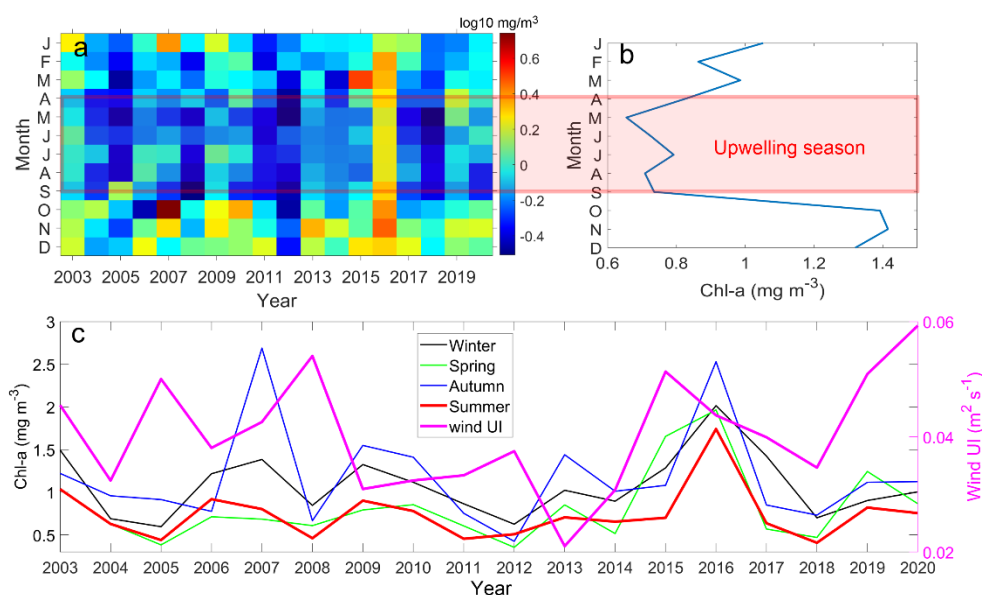 log10 mg/m³
a
Month
J
F
M
A
M
J
J
A
S
O
N
D
2003 2005 2007 2009 2011 2013 2015 2017 2019
Year
0.8
0.6
0.4
0.2
0
-0.2
-0.4
b
Month
J
F
M
A
M
J
J
A
S
O
N
D
Upwelling season
0.6 0.8 1 1.2 1.4
Chl-a (mg m⁻³)
c
Chl-a (mg m⁻³)
3
2.5
2
1.5
1
0.5
Winter
Spring
Autumn
Summer
wind UI
0.06
0.04
0.02
Wind UI (m² s⁻¹)
2003 2004 2005 2006 2007 2008 2009 2010 2011 2012 2013 2014 2015 2016 2017 2018 2019 2020
Year